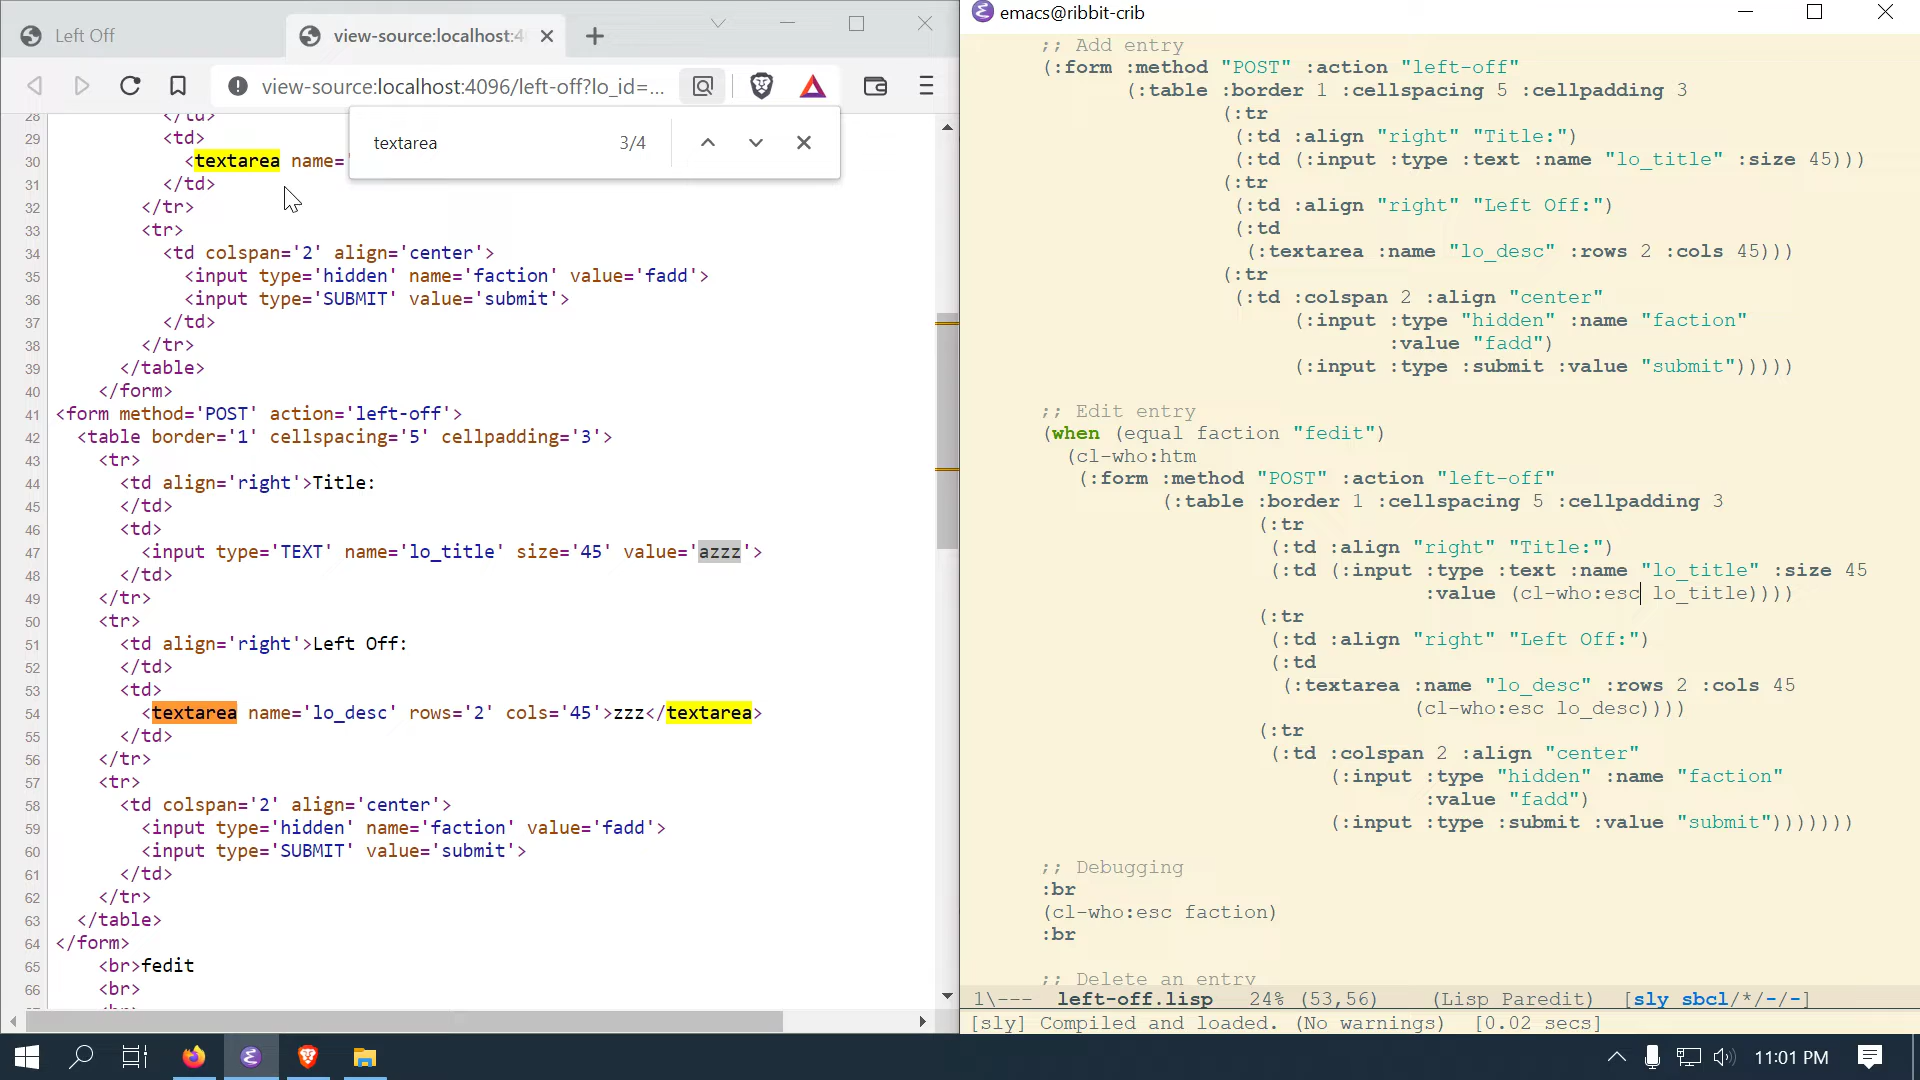 Left Off
view-source:localhost:4
view-source:localhost:4096/left-off?lo_id=...
textarea
3/4
28 </td>
29 <td>
30 <textarea name=
31 </td>
32 </tr>
33 <tr>
34 <td colspan='2' align='center'>
35 <input type='hidden' name='faction' value='fadd'>
36 <input type='SUBMIT' value='submit'>
37 </td>
38 </tr>
39 </table>
40 </form>
41 <form method='POST' action='left-off'>
42 <table border='1' cellspacing='5' cellpadding='3'>
43 <tr>
44 <td align='right'>Title:
45 </td>
46 <td>
47 <input type='TEXT' name='lo_title' size='45' value='azzz'>
48 </td>
49 </tr>
50 <tr>
51 <td align='right'>Left Off:
52 </td>
53 <td>
54 <textarea name='lo_desc' rows='2' cols='45'>zzz</textarea>
55 </td>
56 </tr>
57 <tr>
58 <td colspan='2' align='center'>
59 <input type='hidden' name='faction' value='fadd'>
60 <input type='SUBMIT' value='submit'>
61 </td>
62 </tr>
63 </table>
64 </form>
65 <br>fedit
66 <br>
emacs@ribbit-crib
;; Add entry
(:form :method "POST" :action "left-off"
(:table :border 1 :cellspacing 5 :cellpadding 3
(:tr
(:td :align "right" "Title:")
(:td (:input :type :text :name "lo_title" :size 45)))
(:tr
(:td :align "right" "Left Off:")
(:td
(:textarea :name "lo_desc" :rows 2 :cols 45)))
(:tr
(:td :colspan 2 :align "center"
(:input :type "hidden" :name "faction"
:value "fadd")
(:input :type :submit :value "submit")))))
;; Edit entry
(when (equal faction "fedit")
(cl-who:htm
(:form :method "POST" :action "left-off"
(:table :border 1 :cellspacing 5 :cellpadding 3
(:tr
(:td :align "right" "Title:")
(:td (:input :type :text :name "lo_title" :size 45
:value (cl-who:esc lo_title))))
(:tr
(:td :align "right" "Left Off:")
(:td
(:textarea :name "lo_desc" :rows 2 :cols 45
(cl-who:esc lo_desc))))
(:tr
(:td :colspan 2 :align "center"
(:input :type "hidden" :name "faction"
:value "fadd")
(:input :type :submit :value "submit")))))))
;; Debugging
:br
(cl-who:esc faction)
:br
;; Delete an entry
1\--- left-off.lisp 24% (53,56) (Lisp Paredit) [sly sbcl/*/-/-]
[sly] Compiled and loaded. (No warnings) [0.02 secs]
11:01 PM